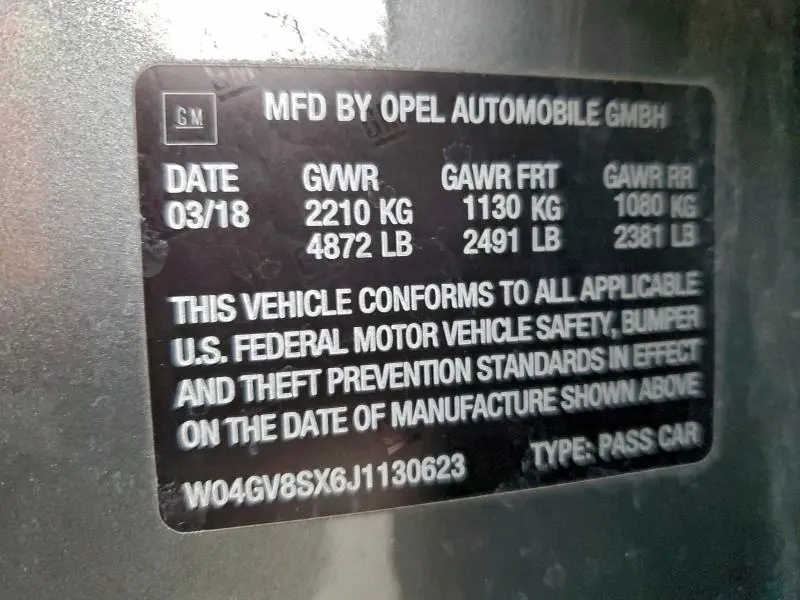 GM
MFD BY OPEL AUTOMOBILE GMBH
DATE GVWR GAWR FRT GAWR RR
03/18 2210 KG 1130 KG 1080 KG
4872 LB 2491 LB 2381 LB
THIS VEHICLE CONFORMS TO ALL APPLICABLE
U.S. FEDERAL MOTOR VEHICLE SAFETY, BUMPER
AND THEFT PREVENTION STANDARDS IN EFFECT
ON THE DATE OF MANUFACTURE SHOWN ABOVE
W04GV8SX6J1130623 TYPE: PASS CAR